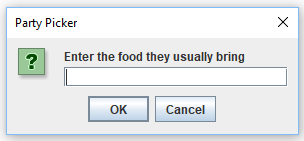 Party Picker
Enter the food they usually bring
?
OK
Cancel